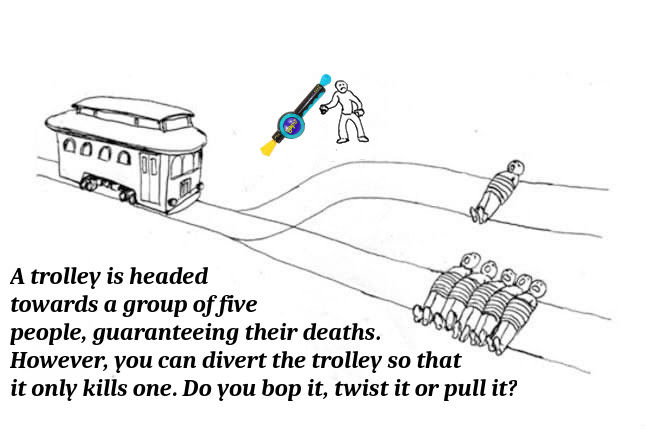 A trolley is headed
towards a group of five
people, guaranteeing their deaths.
However, you can divert the trolley so that
it only kills one. Do you bop it, twist it or pull it?